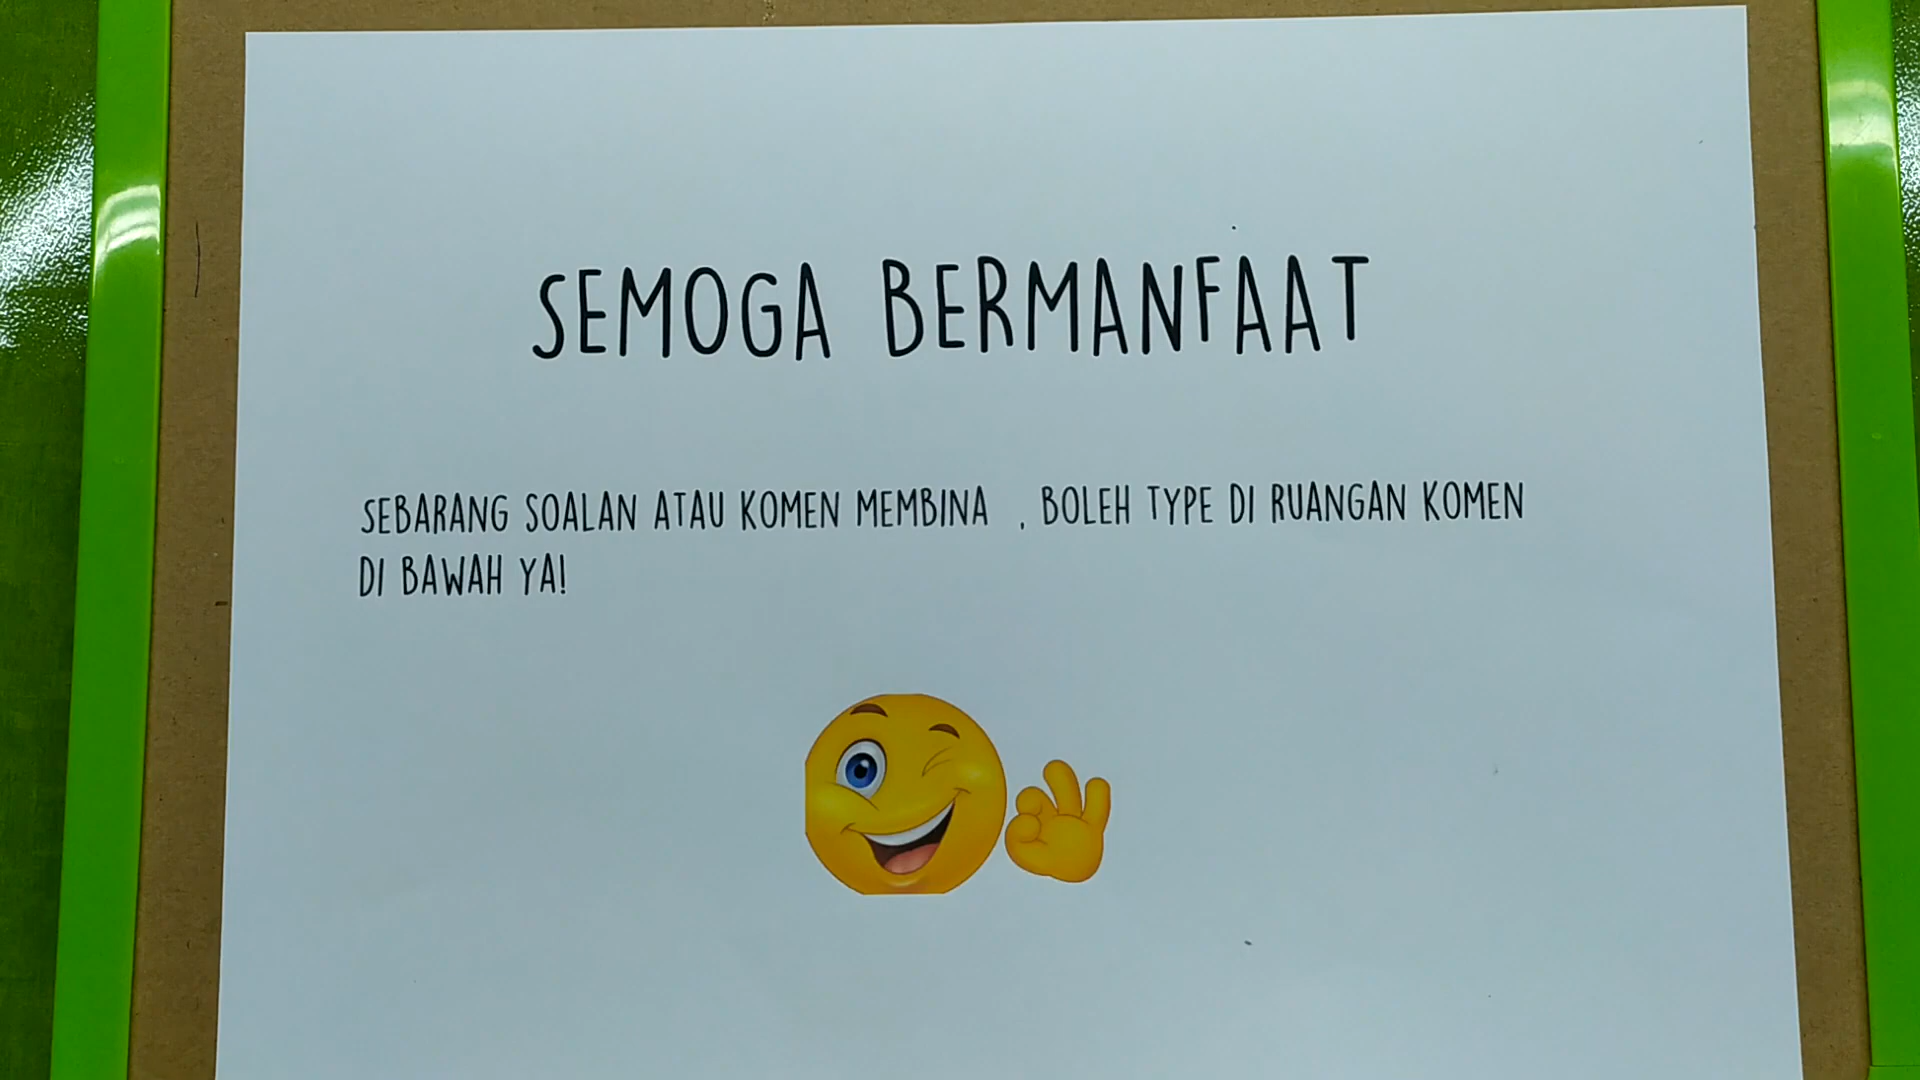 SEMOGA BERMANFAAT
SEBARANG SOALAN ATAU KOMEN MEMBINA , BOLEH TYPE DI RUANGAN KOMEN
DI BAWAH YA!